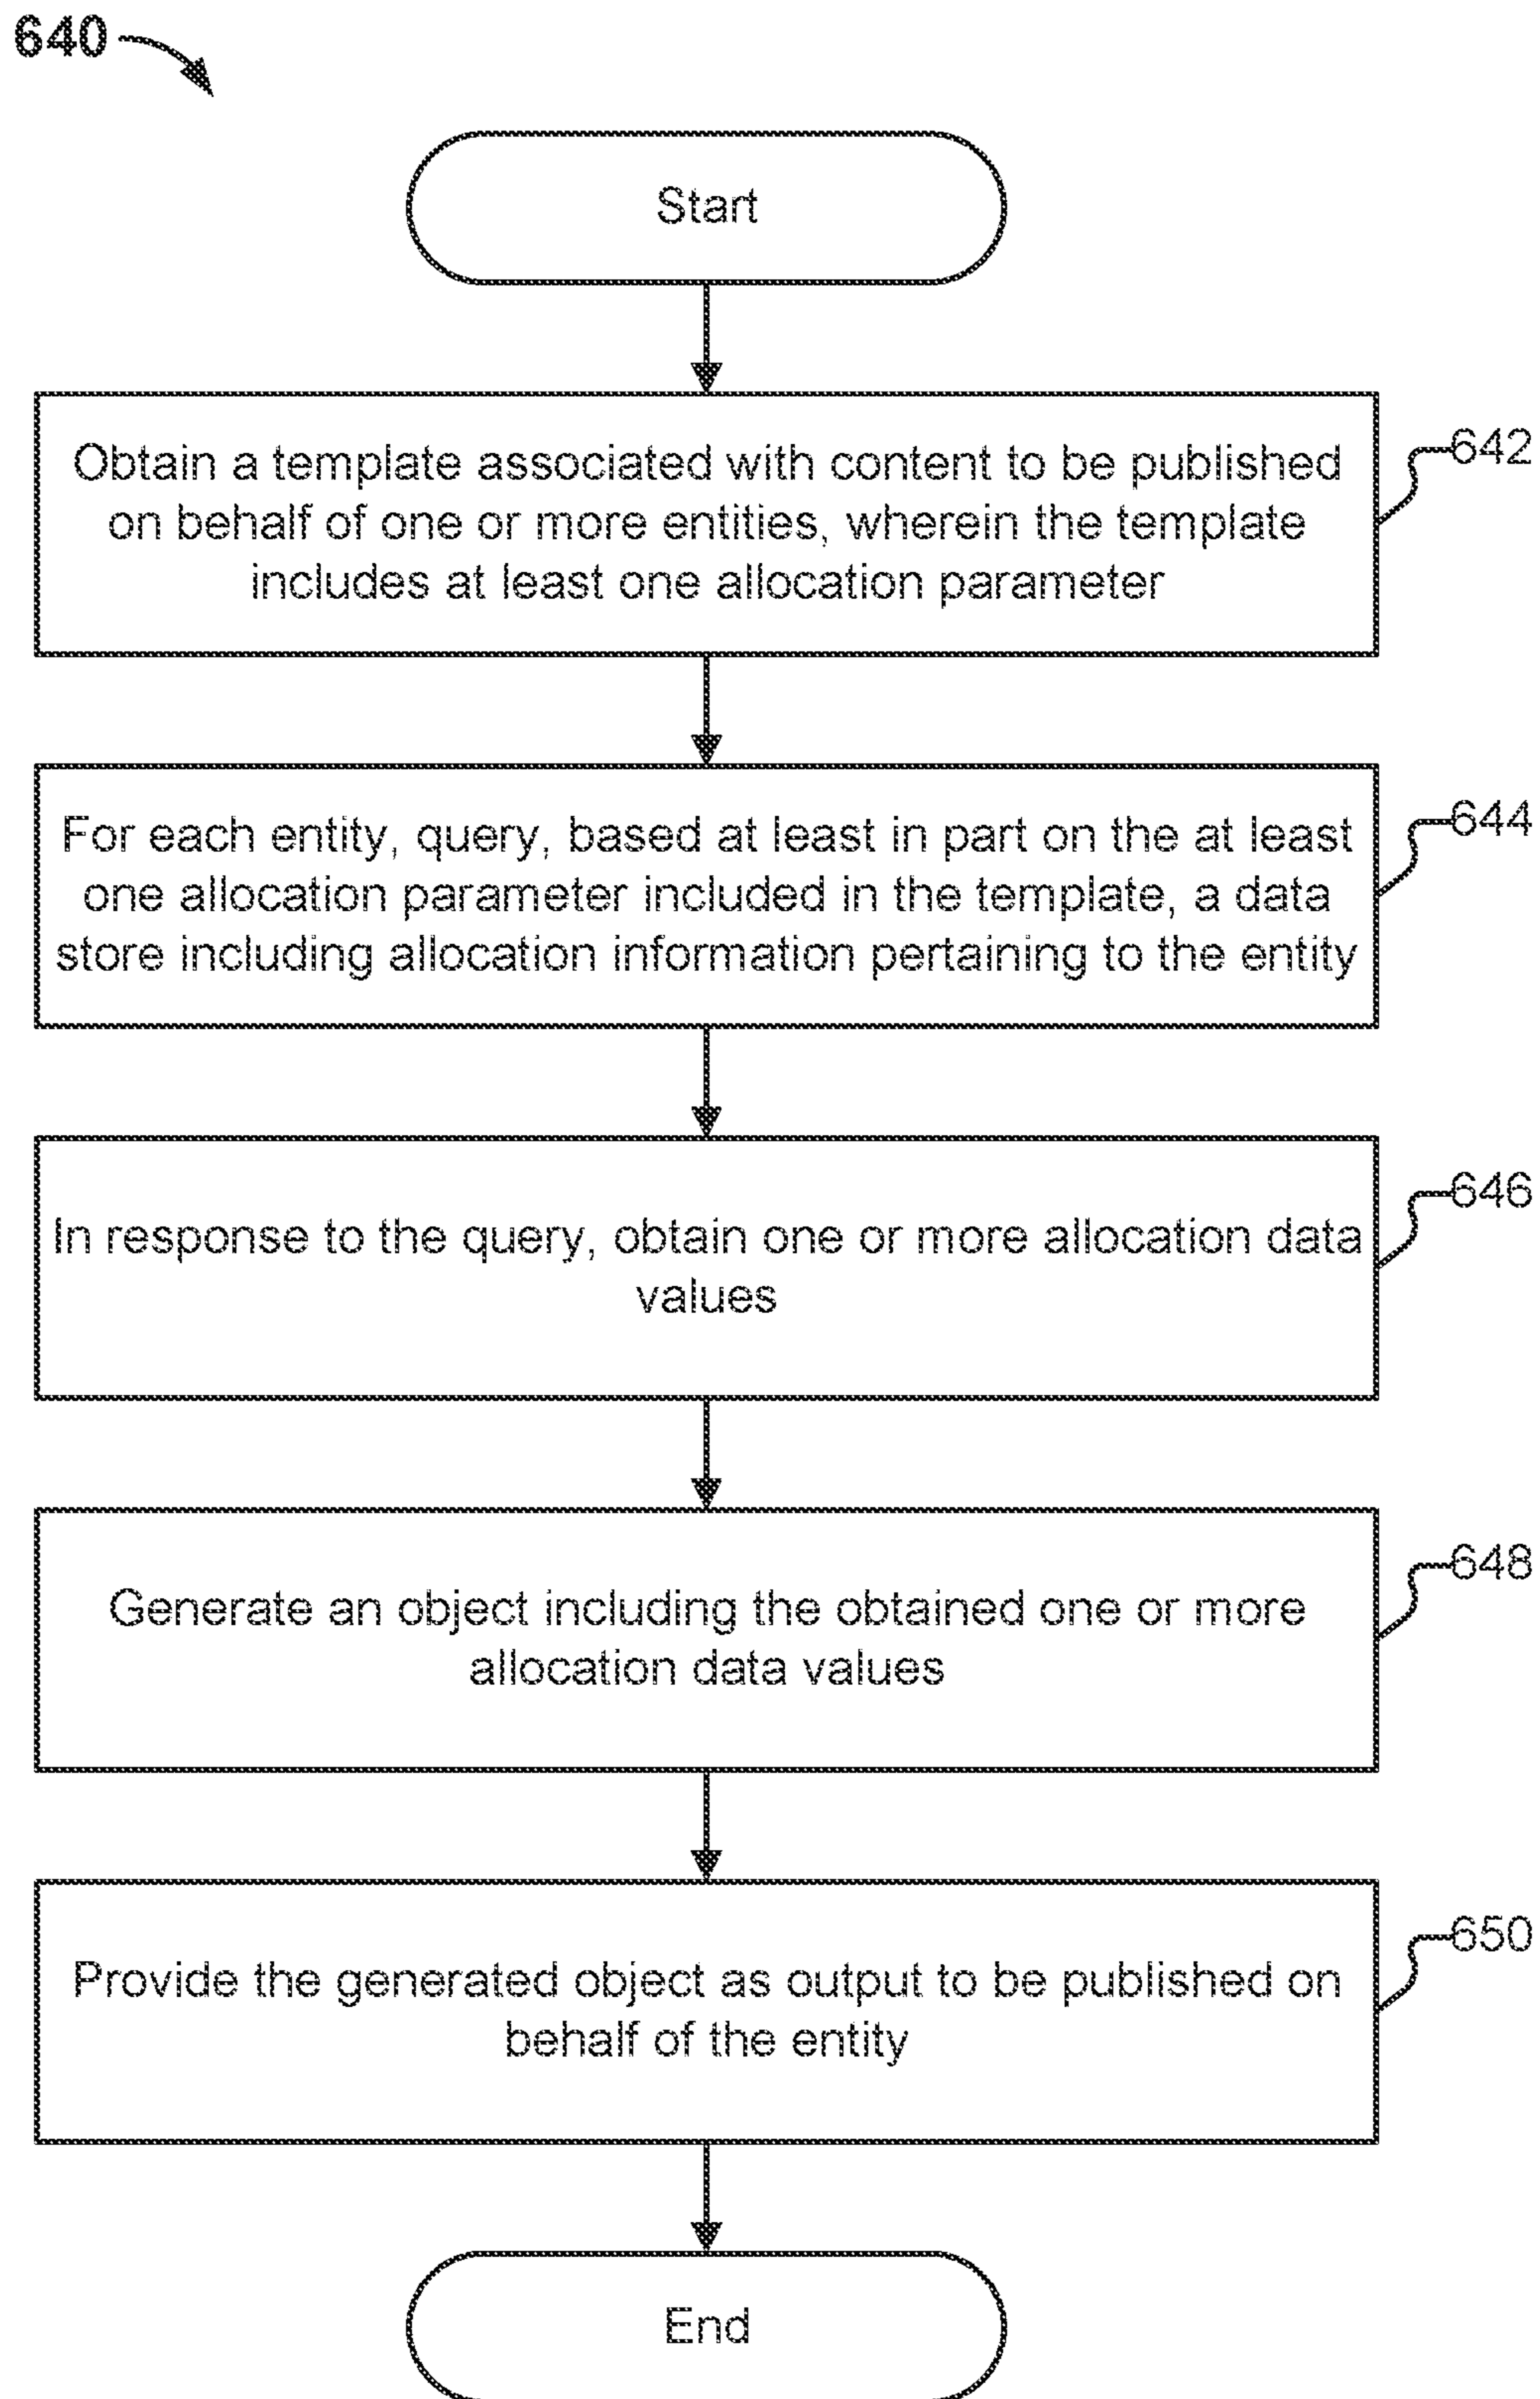 640
Start
Obtain a template associated with content to be published
on behalf of one or more entities, wherein the template
includes at least one allocation parameter
642
For each entity, query, based at least in part on the at least
one allocation parameter included in the template, a data
store including allocation information pertaining to the entity
644
In response to the query, obtain one or more allocation data
values
646
Generate an object including the obtained one or more
allocation data values
648
Provide the generated object as output to be published on
behalf of the entity
650
End